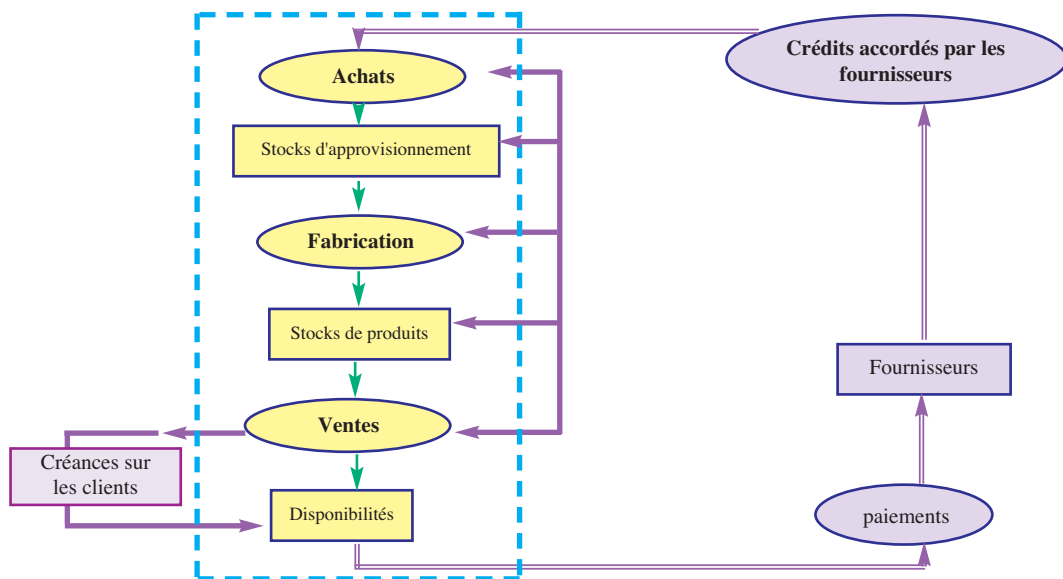 Crédits accordés par les
fournisseurs
Achats
Stocks d'approvisionnement
Fabrication
Stocks de produits
Fournisseurs
Ventes
Créances sur
les clients
Disponibilités
paiements